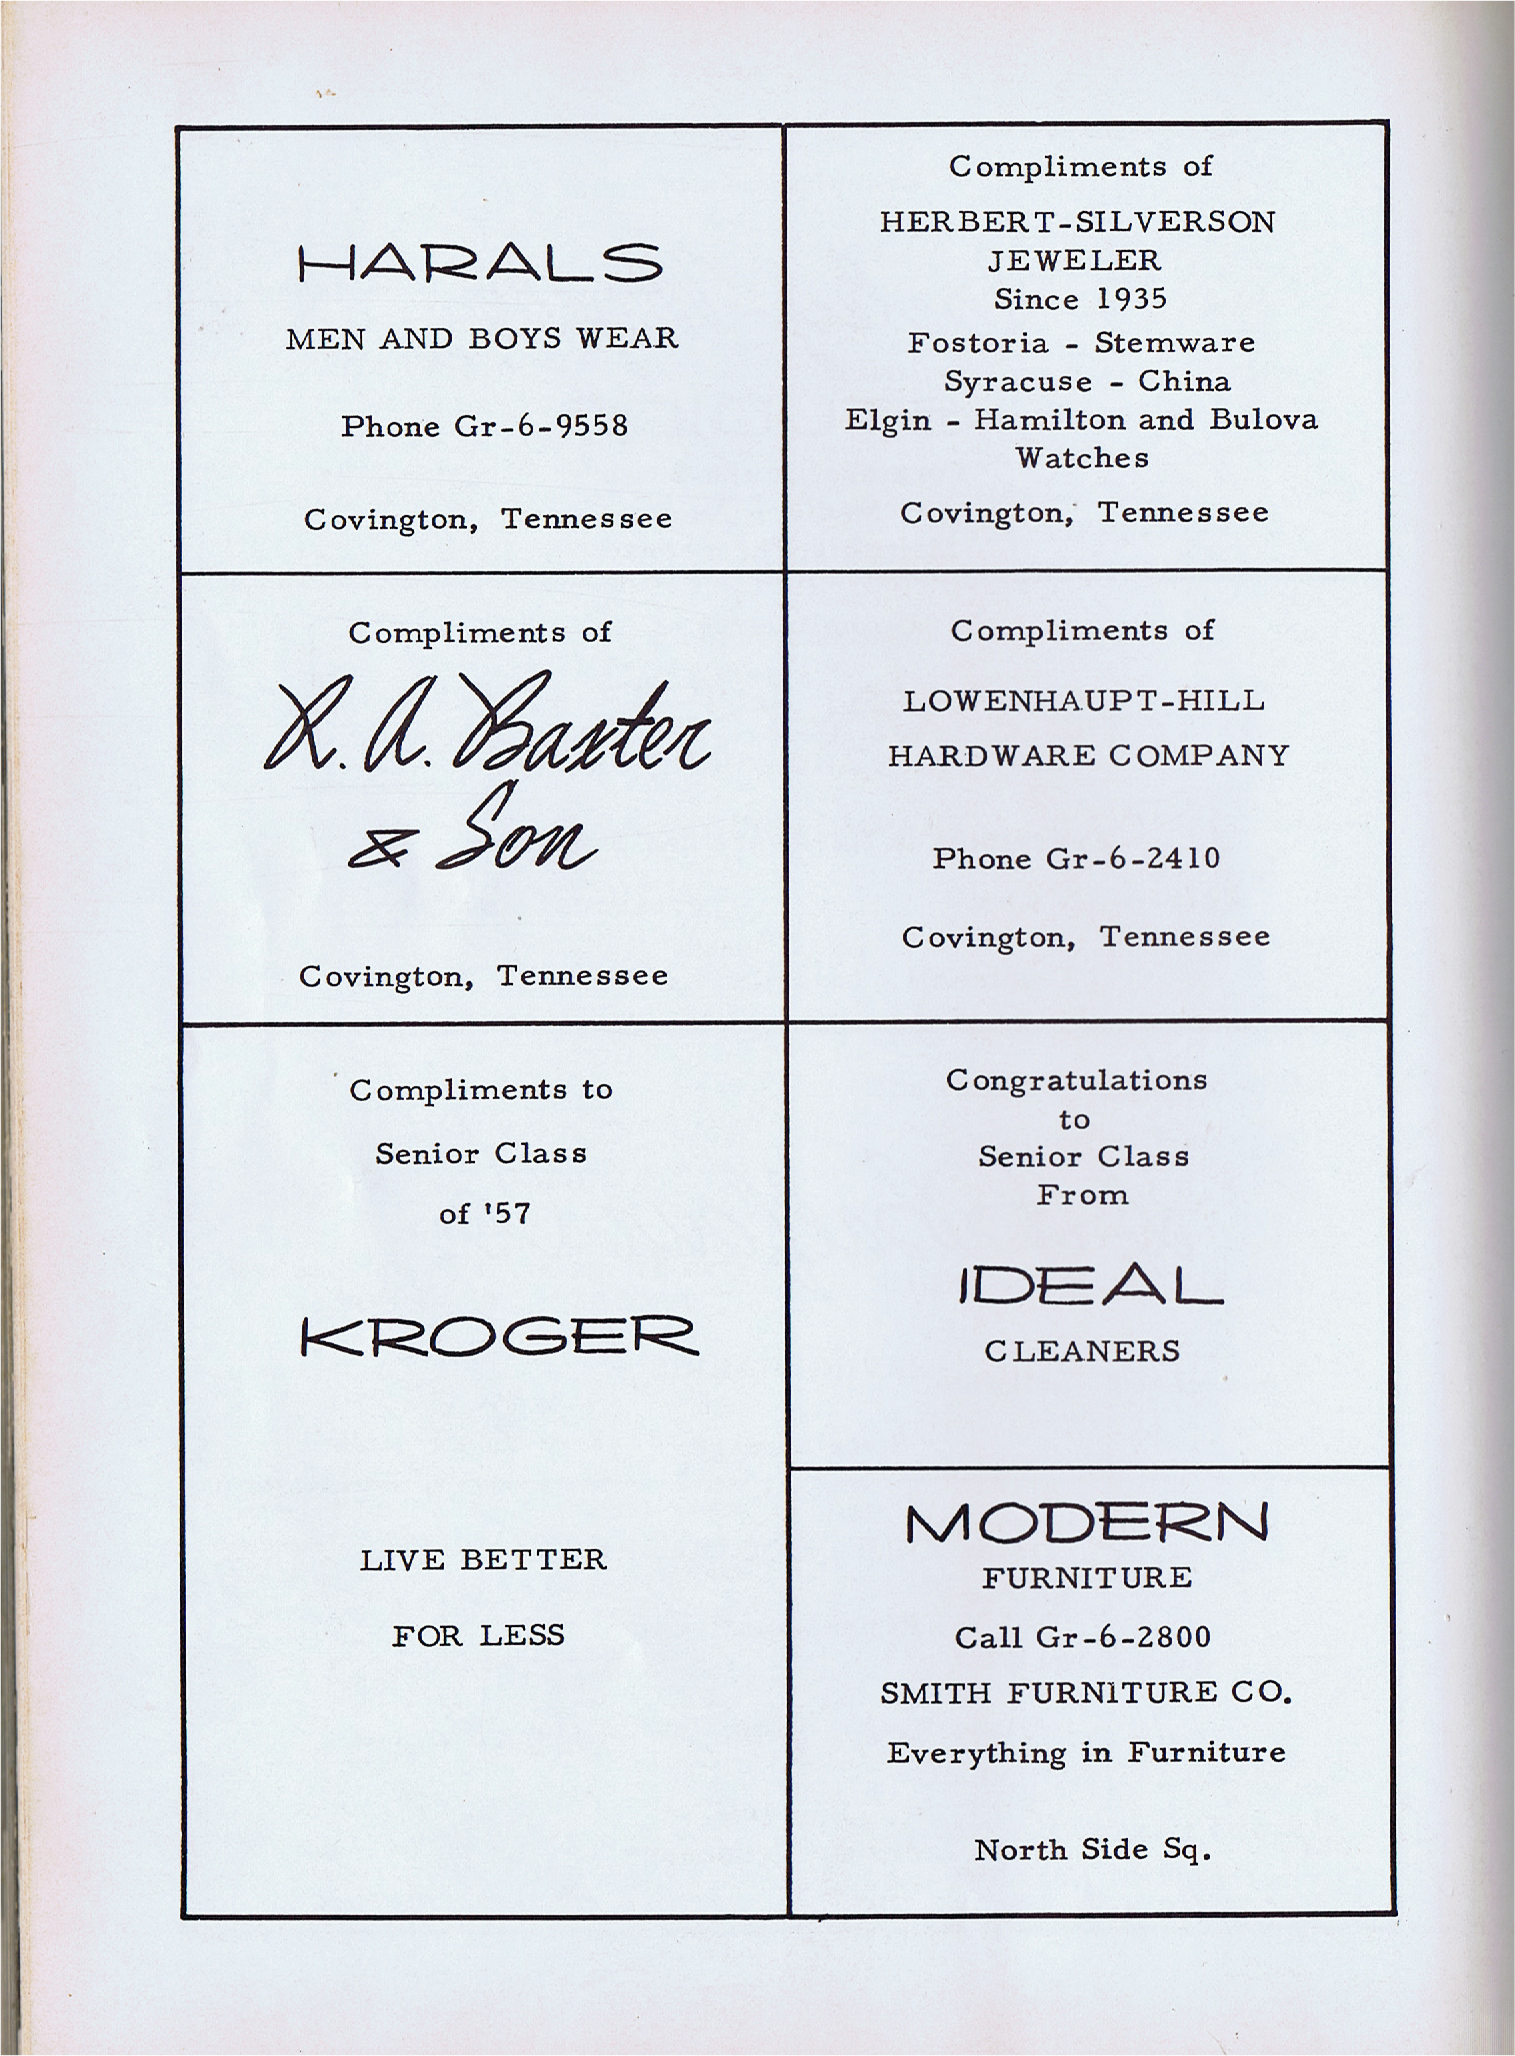 HARALS
MEN AND BOYS WEAR
Phone Gr-6-9558
Covington, Tennessee
Compliments of
HERBERT-SILVERSON
JEWELER
Since 1935
Fostoria - Stemware
Syracuse - China
Elgin - Hamilton and Bulova
Watches
Covington, Tennessee
Compliments of
R. A. Baxter
& Son
Covington, Tennessee
Compliments of
LOWENHAUPT-HILL
HARDWARE COMPANY
Phone Gr-6-2410
Covington, Tennessee
Compliments to
Senior Class
of '57
KROGER
LIVE BETTER
FOR LESS
Congratulations
to
Senior Class
From
IDEAL
CLEANERS
MODERN
FURNITURE
Call Gr-6-2800
SMITH FURNITURE CO.
Everything in Furniture
North Side Sq.